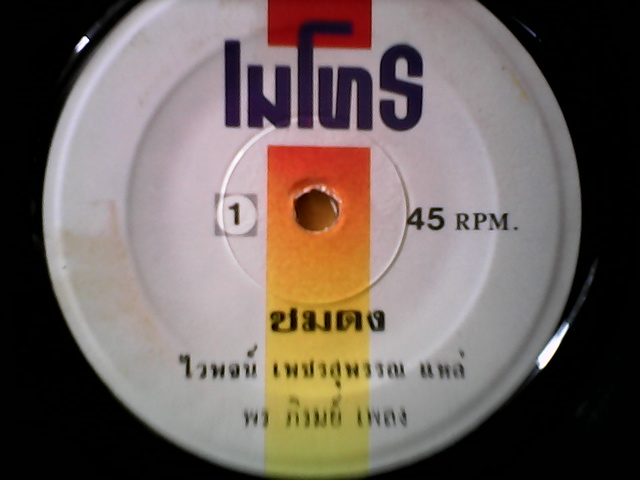 เมโทร
1
45 RPM.
ชมดง
ไวพจน์ เพชรสุพรรณ แหล่
พร ภิรมย์ เพลง